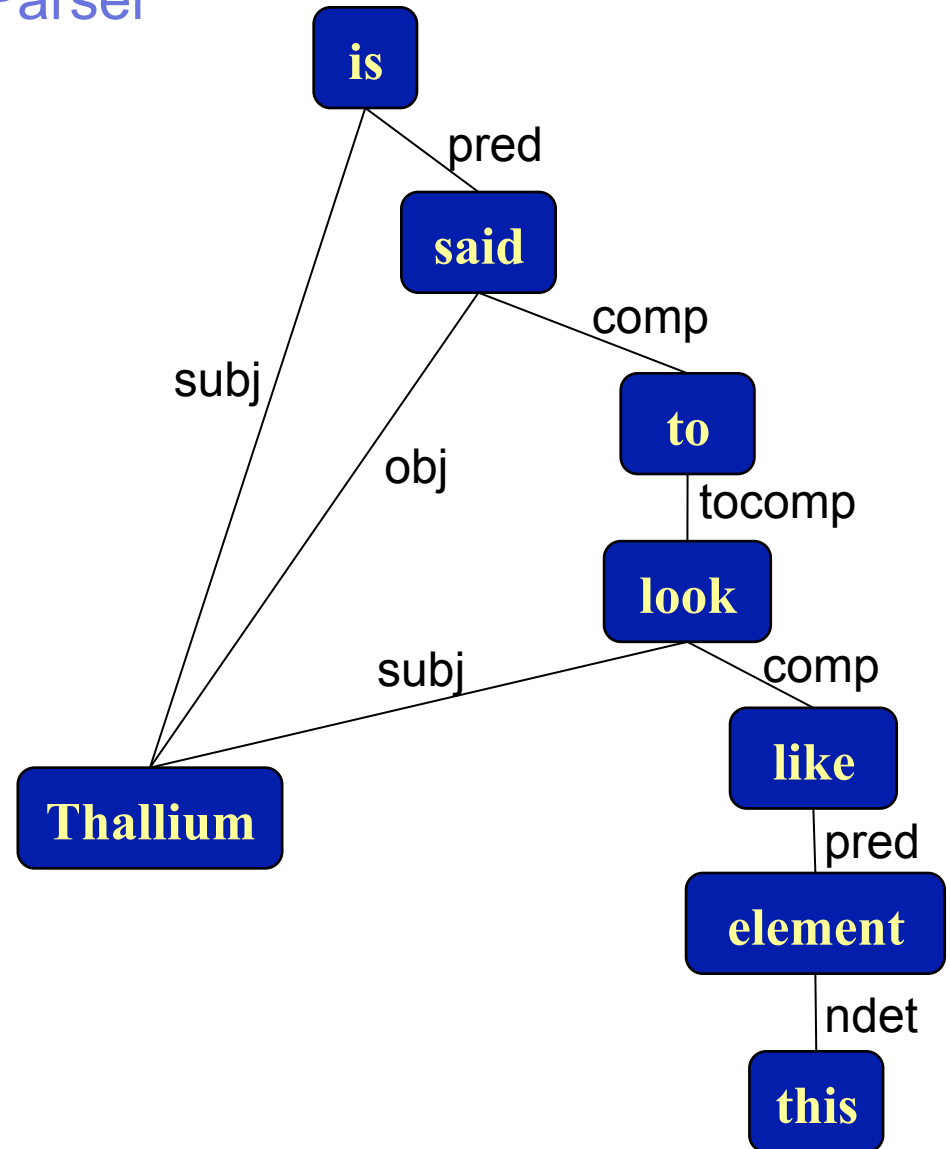 Parser
is
pred
said
comp
subj
to
obj
tocomp
look
subj
comp
like
Thallium
pred
element
ndet
this